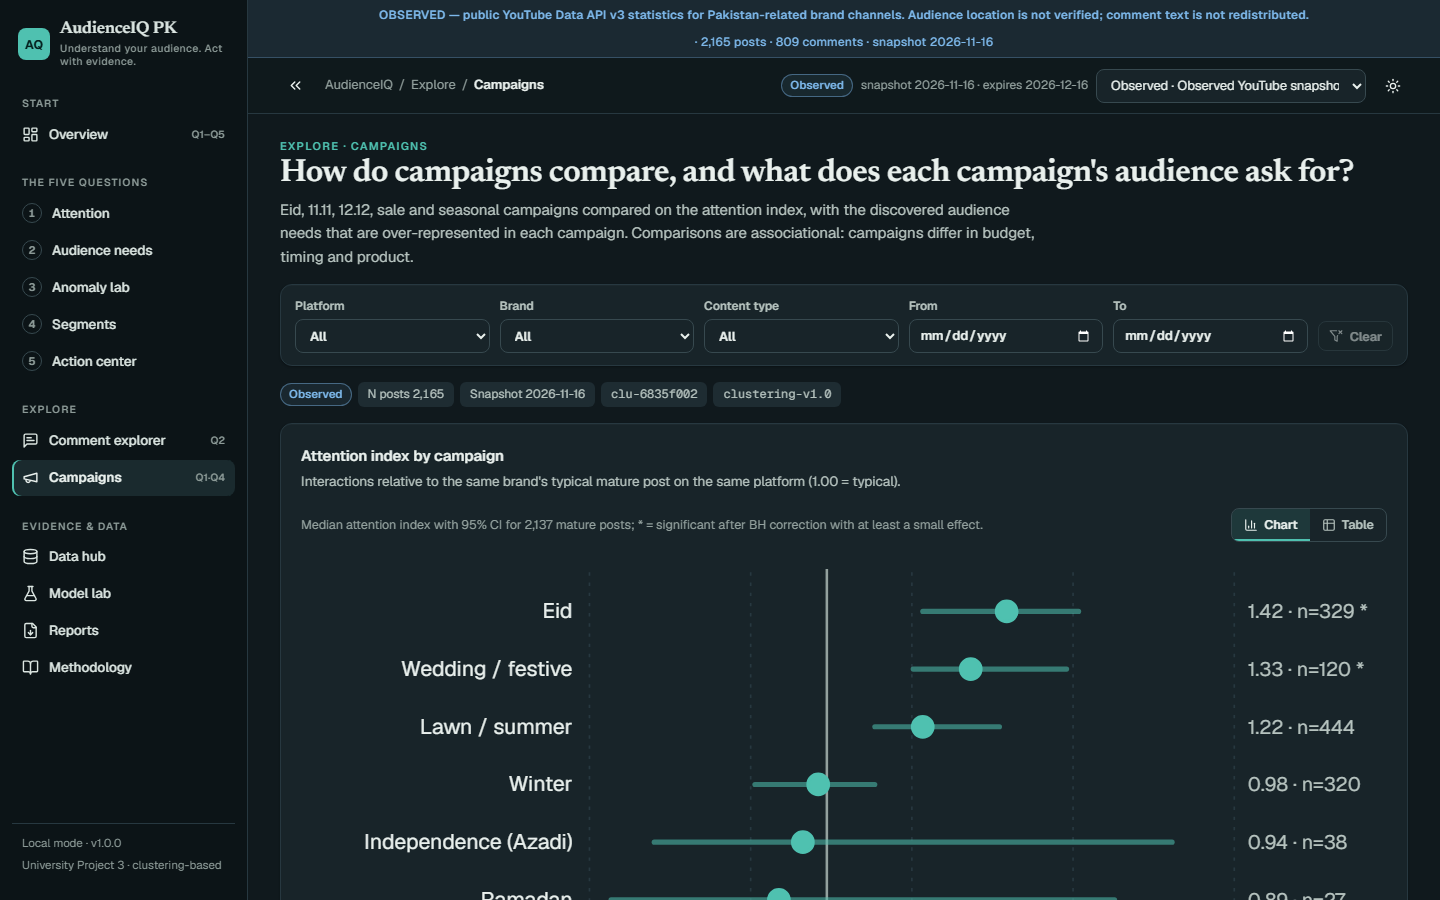 AQ
AudienceIQ PK
Understand your audience. Act
with evidence.
START
Overview Q1–Q5
THE FIVE QUESTIONS
1 Attention
2 Audience needs
3 Anomaly lab
4 Segments
5 Action center
EXPLORE
Comment explorer Q2
Campaigns Q1-Q4
EVIDENCE & DATA
Data hub
Model lab
Reports
Methodology
Local mode · v1.0.0
University Project 3 · clustering-based
OBSERVED — public YouTube Data API v3 statistics for Pakistan-related brand channels. Audience location is not verified; comment text is not redistributed.
· 2,165 posts · 809 comments · snapshot 2026-11-16
« AudienceIQ / Explore / Campaigns
Observed snapshot 2026-11-16 · expires 2026-12-16 Observed · Observed YouTube snapsho
EXPLORE · CAMPAIGNS
How do campaigns compare, and what does each campaign's audience ask for?
Eid, 11.11, 12.12, sale and seasonal campaigns compared on the attention index, with the discovered audience
needs that are over-represented in each campaign. Comparisons are associational: campaigns differ in budget,
timing and product.
Platform Brand Content type From To
All All All mm/dd/yyyy mm/dd/yyyy Clear
Observed N posts 2,165 Snapshot 2026-11-16 clu-6835f002 clustering-v1.0
Attention index by campaign
Interactions relative to the same brand's typical mature post on the same platform (1.00 = typical).
Median attention index with 95% CI for 2,137 mature posts; * = significant after BH correction with at least a small effect.
Chart Table
Eid 1.42 · n=329 *
Wedding / festive 1.33 · n=120 *
Lawn / summer 1.22 · n=444
Winter 0.98 · n=320
Independence (Azadi) 0.94 · n=38
Ramadan 0.89 · n=27